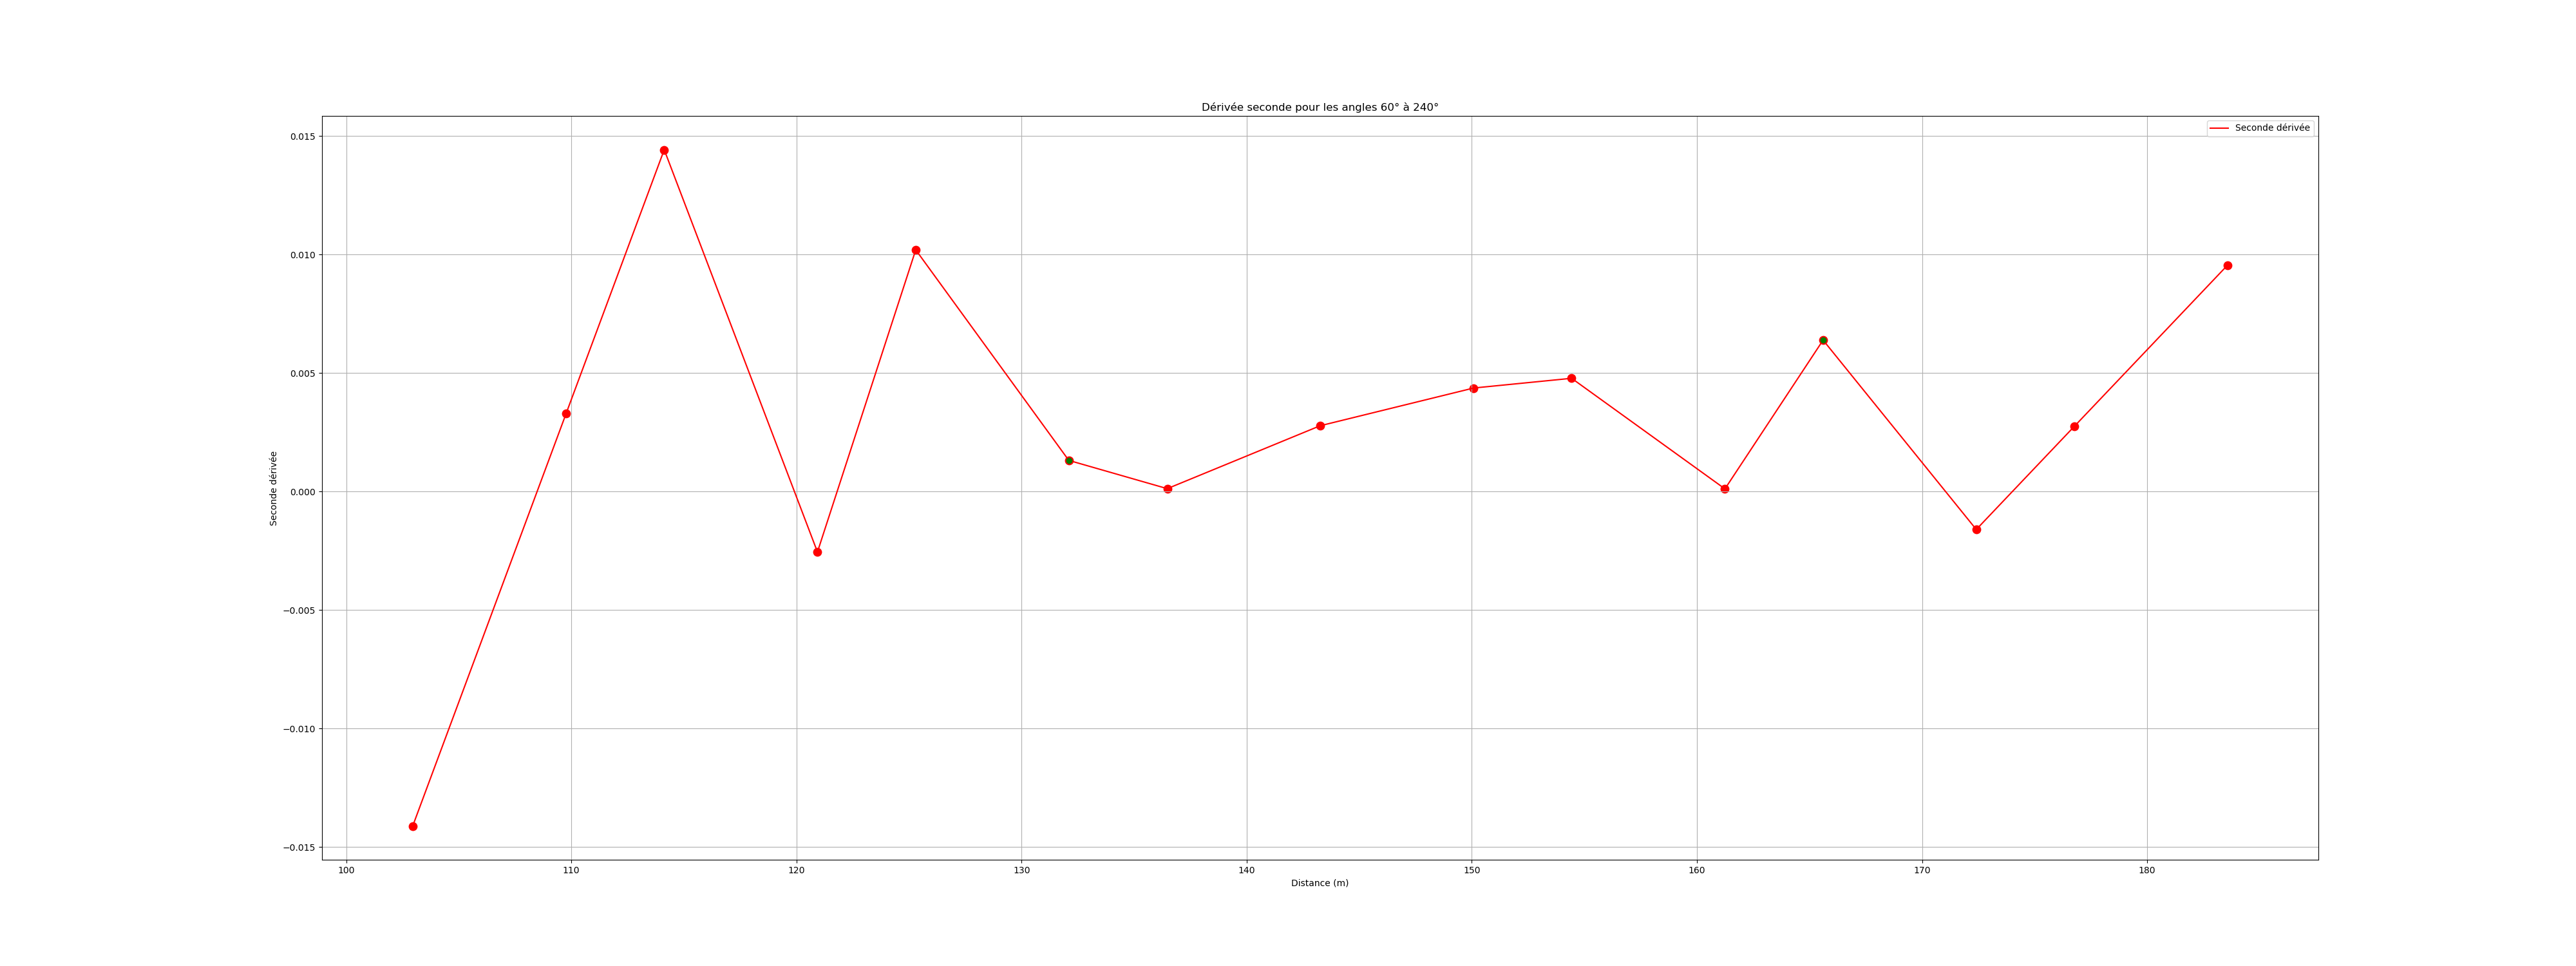 Dérivée seconde pour les angles 60° à 240°
Seconde dérivée
0.015
0.010
0.005
0.000
−0.005
−0.010
−0.015
Seconde dérivée
100 110 120 130 140 150 160 170 180
Distance (m)